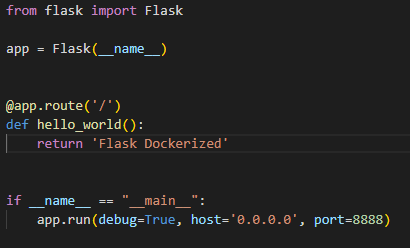 from flask import Flask
app = Flask(__name__)
@app.route('/')
def hello_world():
    return 'Flask Dockerized'
if __name__ == "__main__":
    app.run(debug=True, host='0.0.0.0', port=8888)